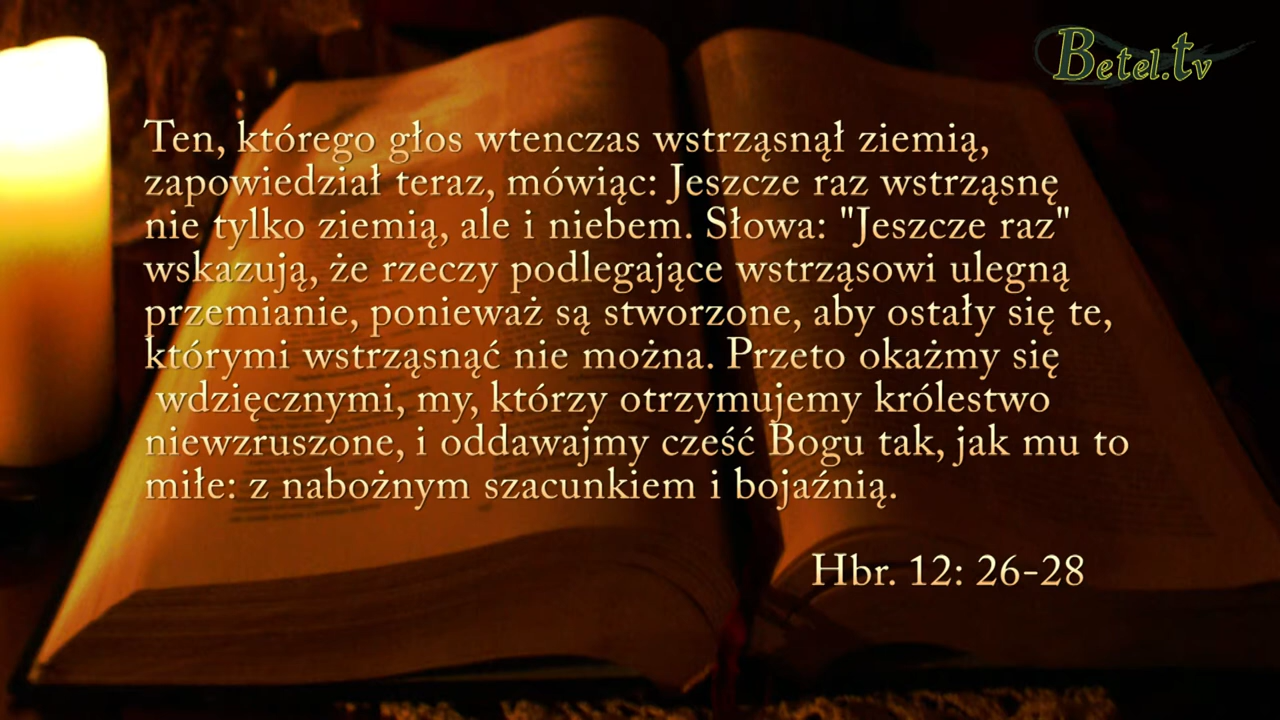 Betel.tv
Ten, którego głos wtenczas wstrząsnął ziemią,
zapowiedział teraz, mówiąc: Jeszcze raz wstrząsnę
nie tylko ziemią, ale i niebem. Słowa: "Jeszcze raz"
wskazują, że rzeczy podlegające wstrząsowi ulegną
przemianie, ponieważ są stworzone, aby ostały się te,
którymi wstrząsnąć nie można. Przeto okażmy się
wdzięcznymi, my, którzy otrzymujemy królestwo
niewzruszone, i oddawajmy cześć Bogu tak, jak mu to
miłe: z nabożnym szacunkiem i bojaźnią.
Hbr. 12: 26-28